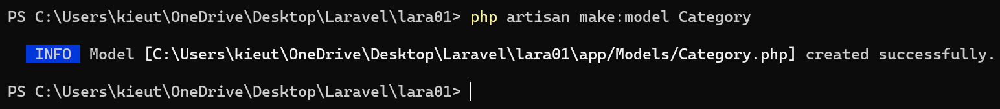 PS C:\Users\kieut\OneDrive\Desktop\Laravel\lara01> php artisan make:model Category
INFO Model [C:\Users\kieut\OneDrive\Desktop\Laravel\lara01\app/Models/Category.php] created successfully.
PS C:\Users\kieut\OneDrive\Desktop\Laravel\lara01>